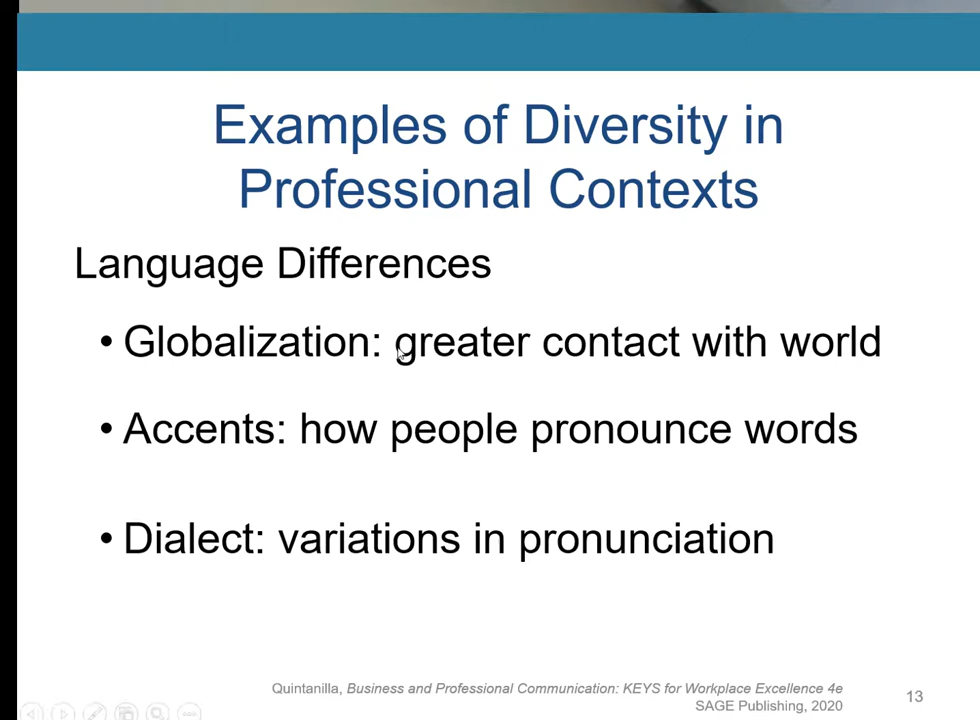 Examples of Diversity in
Professional Contexts
Language Differences
• Globalization: greater contact with world
• Accents: how people pronounce words
• Dialect: variations in pronunciation
Quintanilla, Business and Professional Communication: KEYS for Workplace Excellence 4e
SAGE Publishing, 2020
13